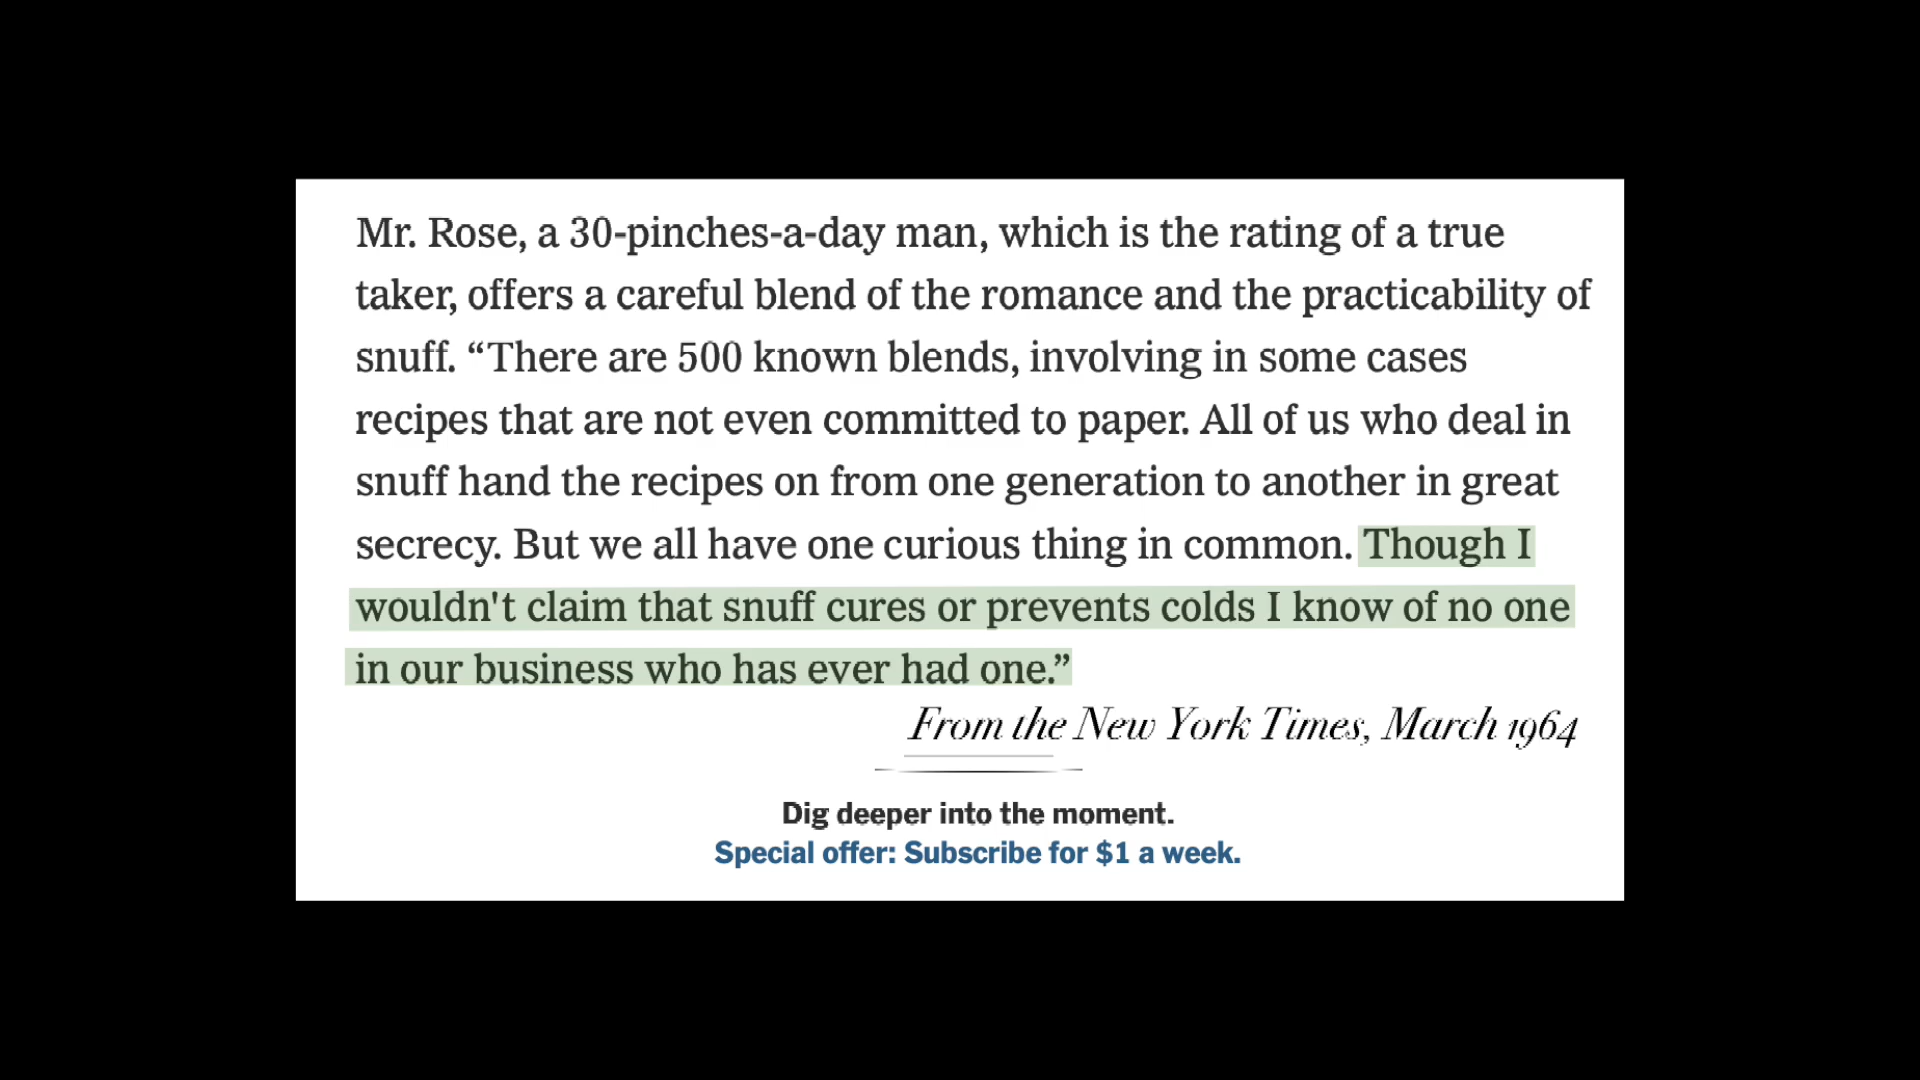 Mr. Rose, a 30-pinches-a-day man, which is the rating of a true
taker, offers a careful blend of the romance and the practicability of
snuff. “There are 500 known blends, involving in some cases
recipes that are not even committed to paper. All of us who deal in
snuff hand the recipes on from one generation to another in great
secrecy. But we all have one curious thing in common. Though I
wouldn't claim that snuff cures or prevents colds I know of no one
in our business who has ever had one.”
From the New York Times, March 1964
Dig deeper into the moment.
Special offer: Subscribe for $1 a week.